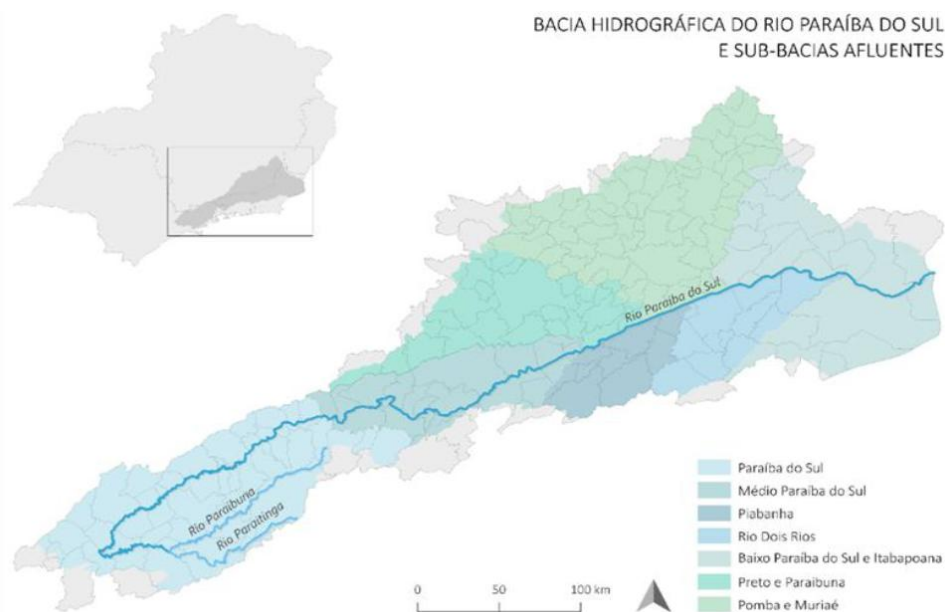 BACIA HIDROGRÁFICA DO RIO PARAÍBA DO SUL
E SUB-BACIAS AFLUENTES
Rio Paraíba do Sul
Rio Paraibuna
Rio Paraitinga
Paraíba do Sul
Médio Paraíba do Sul
Piabanha
Rio Dois Rios
Baixo Paraíba do Sul e Itabapoana
Preto e Paraibuna
Pomba e Muriaé
0 50 100 km